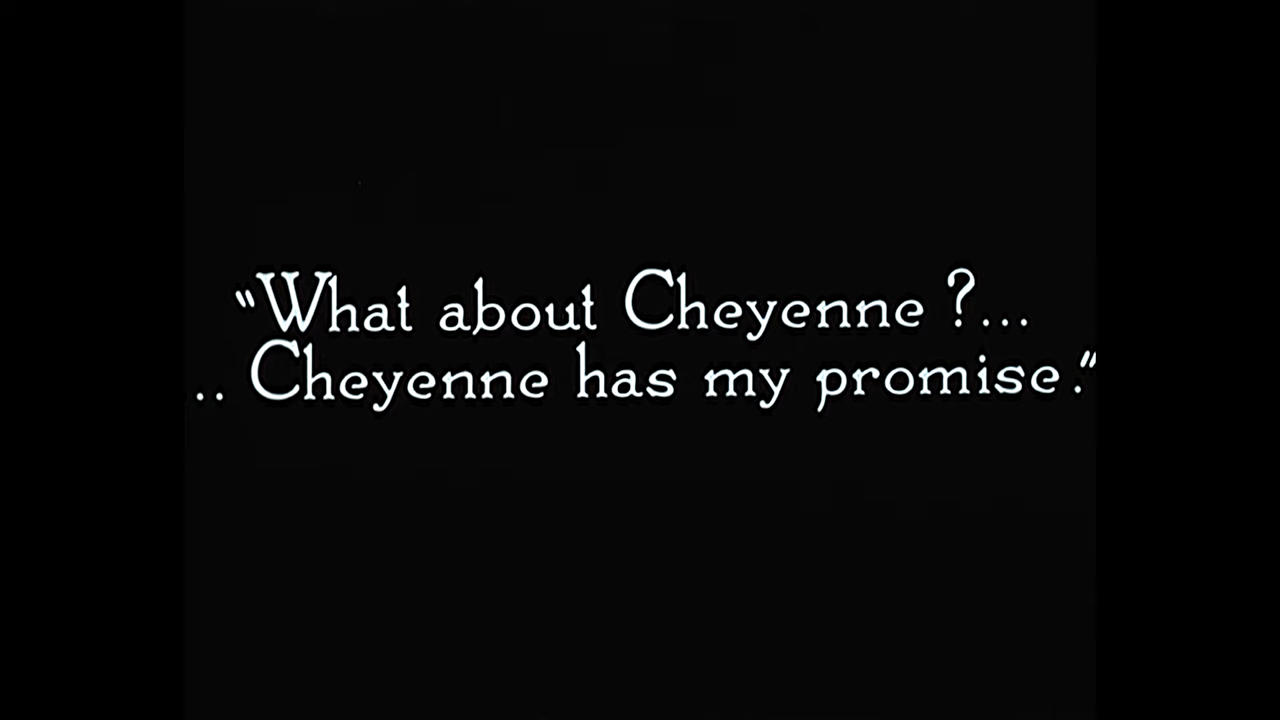 “What about Cheyenne ?...
.. Cheyenne has my promise.”